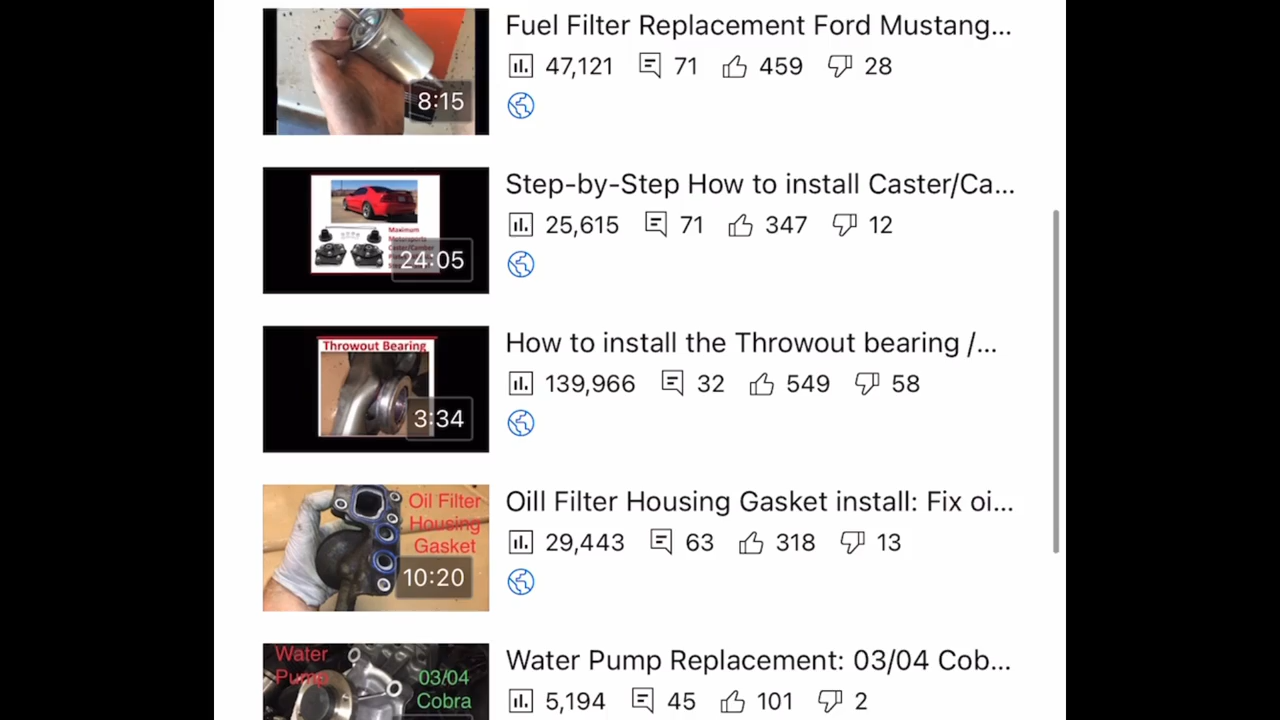 Fuel Filter Replacement Ford Mustang...
47,121 71 459 28
8:15
Step-by-Step How to install Caster/Ca...
25,615 71 347 12
Maximum
Motorsports
Caster/Camber
24:05
How to install the Throwout bearing /...
139,966 32 549 58
Throwout Bearing
3:34
Oill Filter Housing Gasket install: Fix oi...
29,443 63 318 13
Oil Filter
Housing
Gasket
10:20
Water Pump Replacement: 03/04 Cob...
5,194 45 101 2
Water
Pump
03/04
Cobra